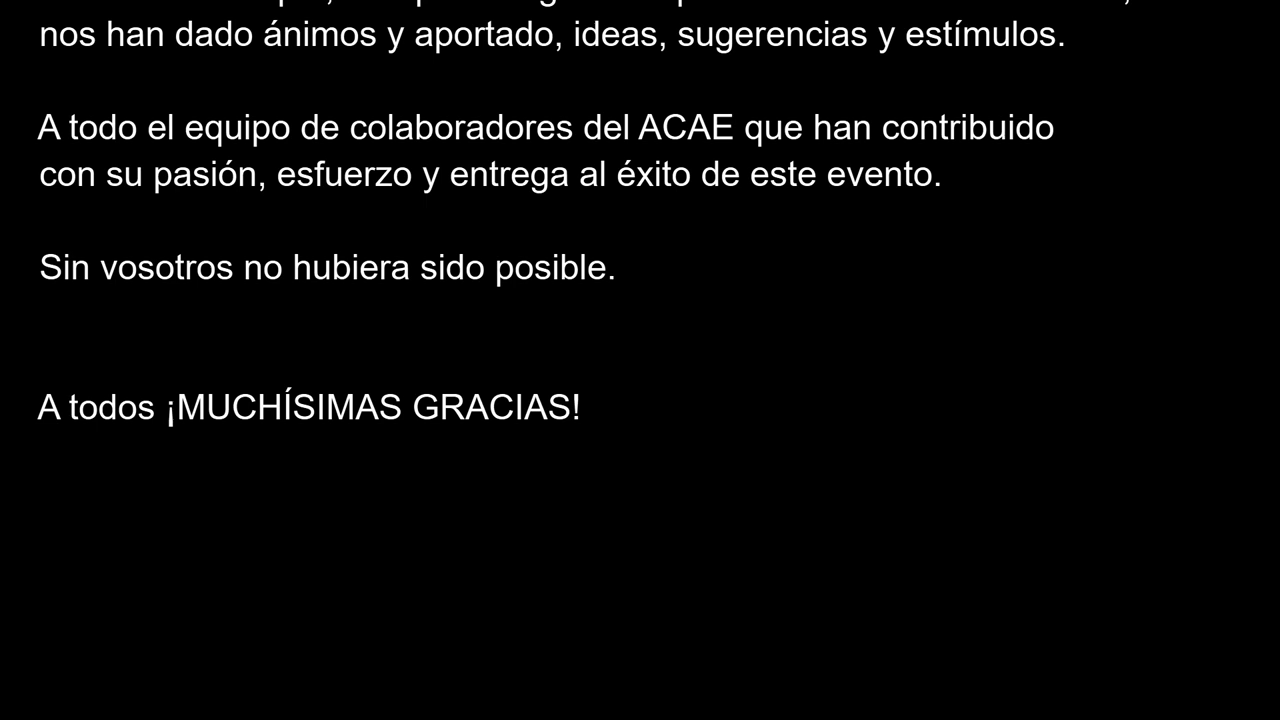 nos han dado ánimos y aportado, ideas, sugerencias y estímulos.
A todo el equipo de colaboradores del ACAE que han contribuido
con su pasión, esfuerzo y entrega al éxito de este evento.
Sin vosotros no hubiera sido posible.
A todos ¡MUCHÍSIMAS GRACIAS!